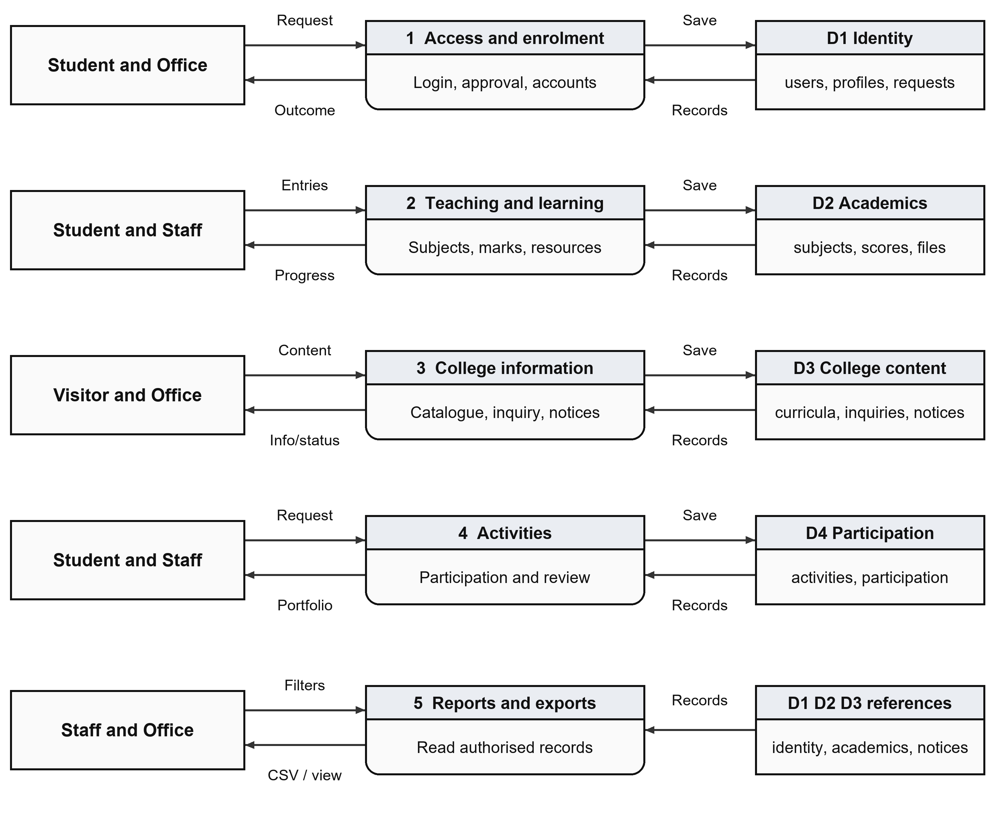 Request
Save
Student and Office
1 Access and enrolment
D1 Identity
Login, approval, accounts
users, profiles, requests
Outcome
Records
Entries
Save
Student and Staff
2 Teaching and learning
D2 Academics
Subjects, marks, resources
subjects, scores, files
Progress
Records
Content
Save
Visitor and Office
3 College information
D3 College content
Catalogue, inquiry, notices
curricula, inquiries, notices
Info/status
Records
Request
Save
Student and Staff
4 Activities
D4 Participation
Participation and review
activities, participation
Portfolio
Records
Filters
Records
Staff and Office
5 Reports and exports
D1 D2 D3 references
Read authorised records
identity, academics, notices
CSV / view